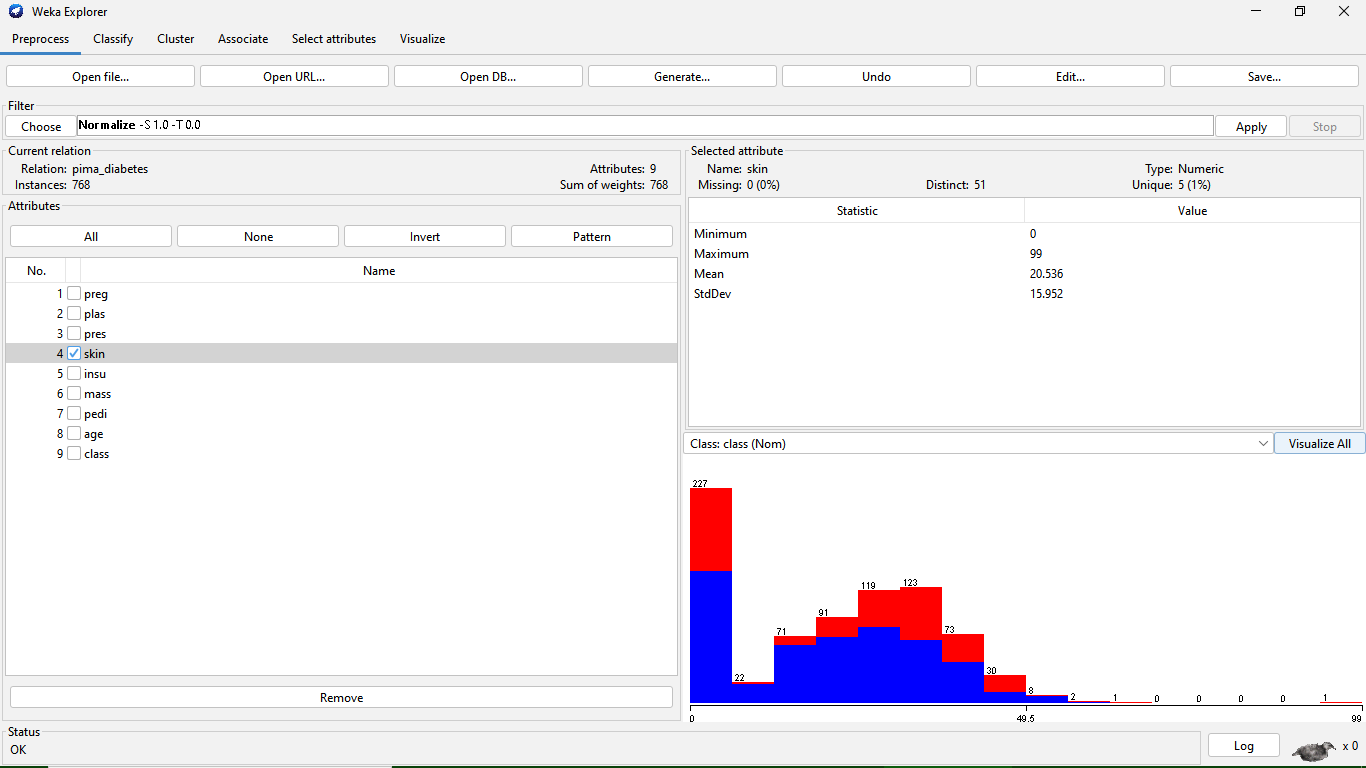 Weka Explorer
Preprocess Classify Cluster Associate Select attributes Visualize
Open file... Open URL... Open DB... Generate... Undo Edit... Save...
Filter
Choose Normalize -S 1.0 -T 0.0 Apply Stop
Current relation
Relation: pima_diabetes Attributes: 9
Instances: 768 Sum of weights: 768
Attributes
All None Invert Pattern
No. Name
1 preg
2 plas
3 pres
4 skin
5 insu
6 mass
7 pedi
8 age
9 class
Remove
Selected attribute
Name: skin Type: Numeric
Missing: 0 (0%) Distinct: 51 Unique: 5 (1%)
Statistic Value
Minimum 0
Maximum 99
Mean 20.536
StdDev 15.952
Class: class (Nom) Visualize All
227
22
71
91
119
123
73
30
8
2
1
0
0
0
0
1
0 49.5 99
Status
OK
Log x 0